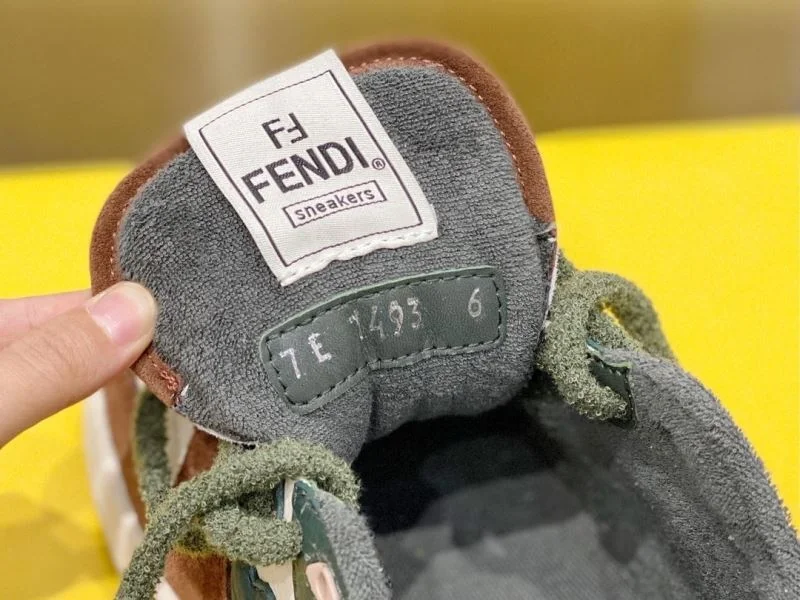 FF
FENDI®
sneakers
7E 1493 6